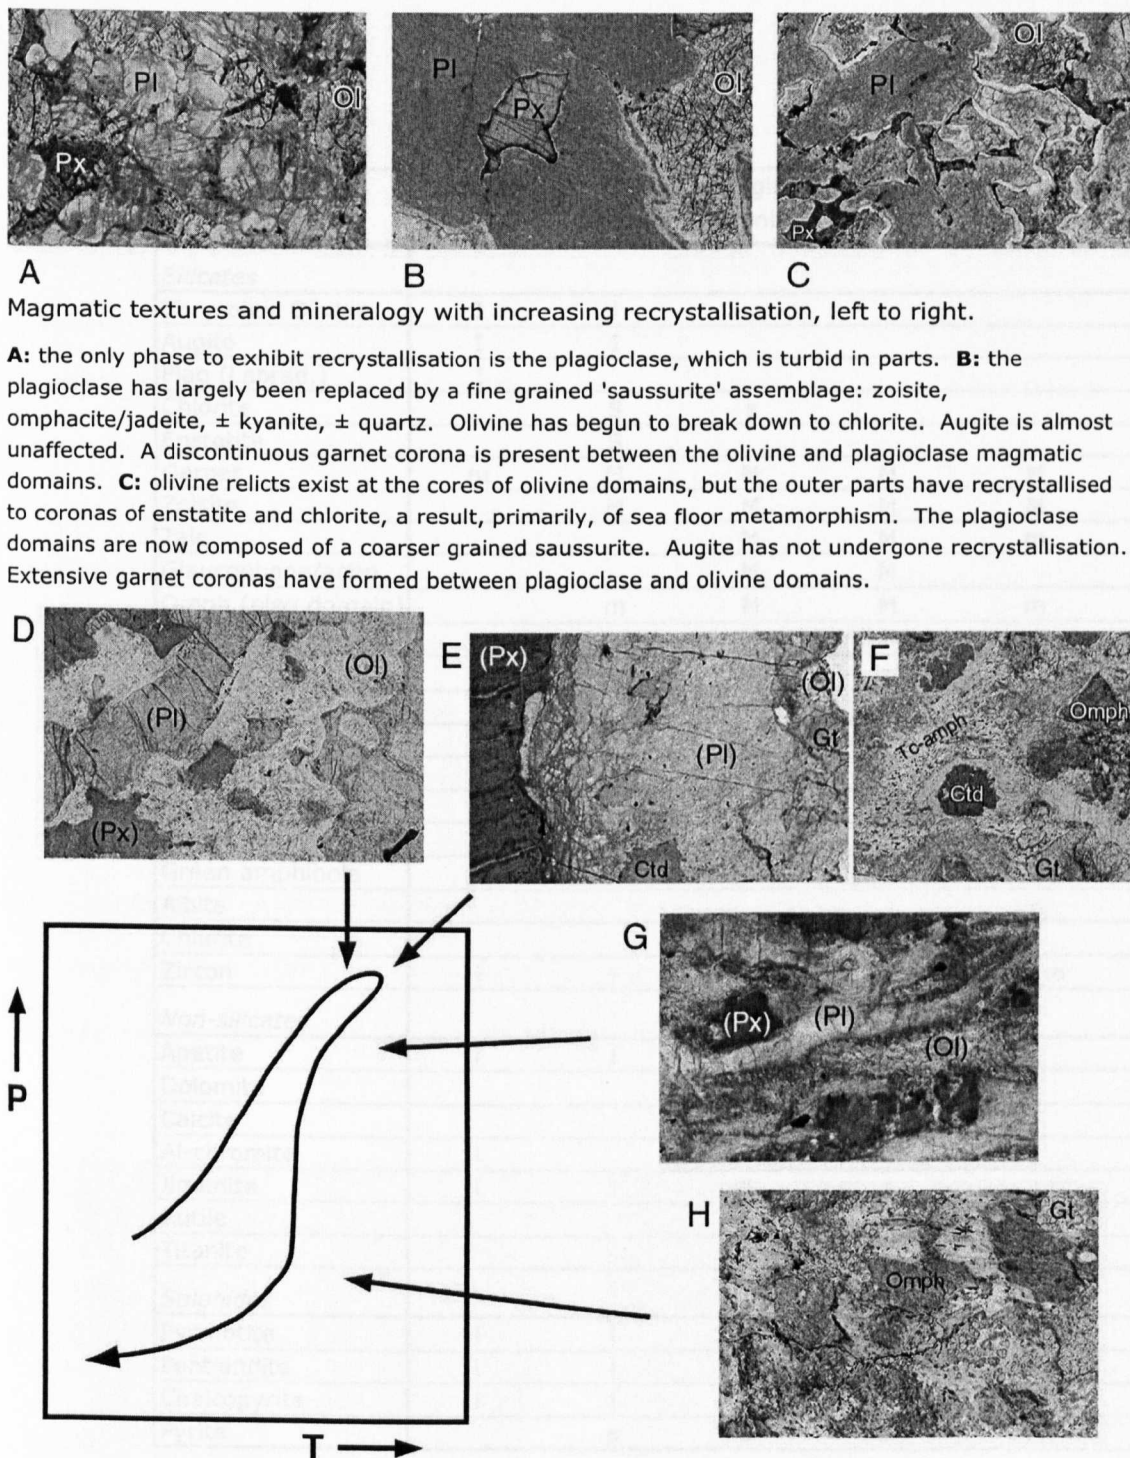 Pl
Ol
Px
Pl
Px
Ol
Ol
Pl
Px
A
B
C
Magmatic textures and mineralogy with increasing recrystallisation, left to right.
A: the only phase to exhibit recrystallisation is the plagioclase, which is turbid in parts. B: the
plagioclase has largely been replaced by a fine grained 'saussurite' assemblage: zoisite,
omphacite/jadeite, ± kyanite, ± quartz. Olivine has begun to break down to chlorite. Augite is almost
unaffected. A discontinuous garnet corona is present between the olivine and plagioclase magmatic
domains. C: olivine relicts exist at the cores of olivine domains, but the outer parts have recrystallised
to coronas of enstatite and chlorite, a result, primarily, of sea floor metamorphism. The plagioclase
domains are now composed of a coarser grained saussurite. Augite has not undergone recrystallisation.
Extensive garnet coronas have formed between plagioclase and olivine domains.
D
(Ol)
(Pl)
(Px)
E
(Px)
(Ol)
Gt
(Pl)
Ctd
F
Omph
Tc-amph
Ctd
Gt
G
(Px)
(Pl)
(Ol)
H
Gt
Omph
P
T